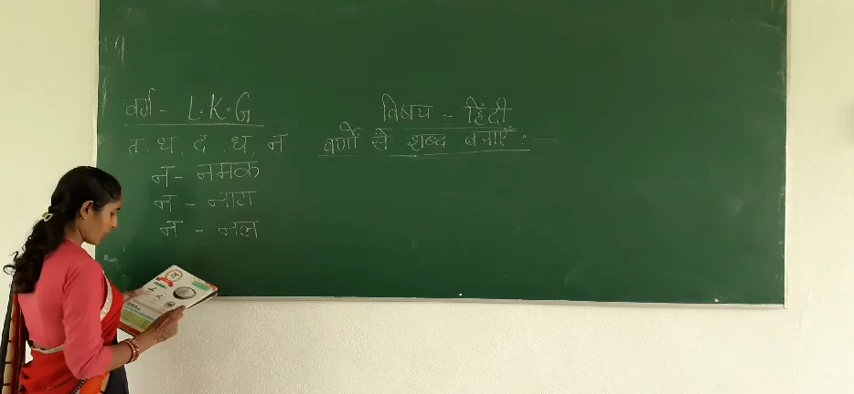 वर्ग - L.K.G
विषय - हिंदी
वर्णों से शब्द बनाएँ.
त. थ. द. ध. न
न - नमक
न - नाग
न - नल